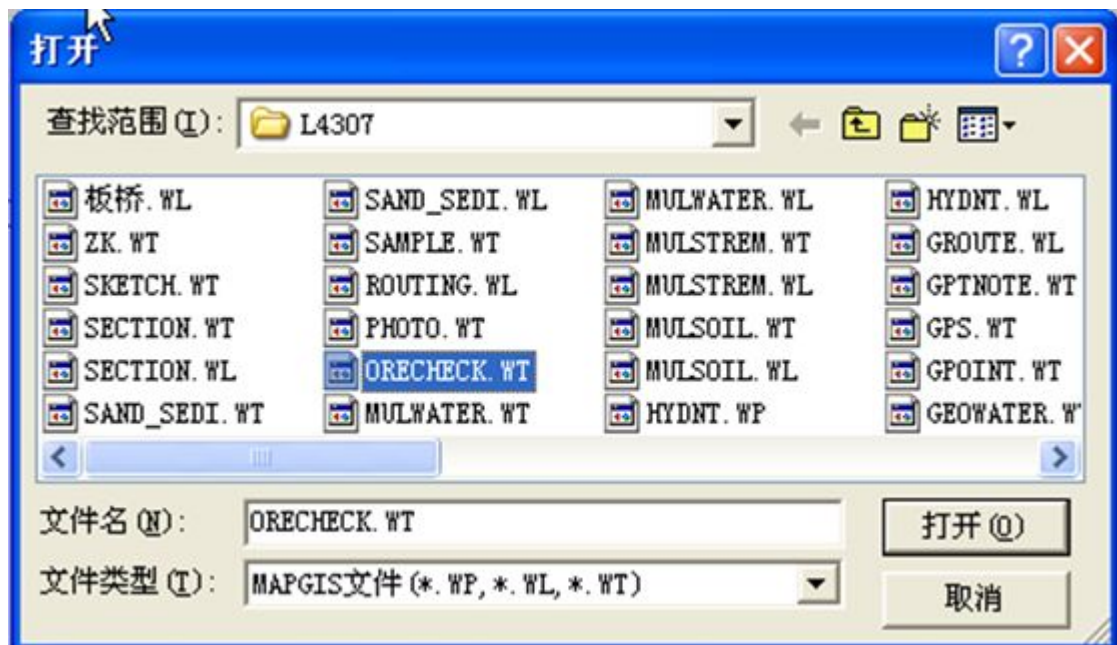 打开
查找范围(I): L4307
板桥.WL SAND_SEDI.WL MULWATER.WL HYDNT.WL
ZK.WT SAMPLE.WT MULSTREM.WT GROUTE.WL
SKETCH.WT ROUTING.WL MULSTREM.WL GPTNOTE.WT
SECTION.WT PHOTO.WT MULSOIL.WT GPS.WT
SECTION.WL ORECHECK.WT MULSOIL.WL GPOINT.WT
SAND_SEDI.WT MULWATER.WT HYDNT.WP GEOWATER.W
文件名(N): ORECHECK.WT 打开(O)
文件类型(T): MAPGIS文件(*.WP,*.WL,*.WT) 取消